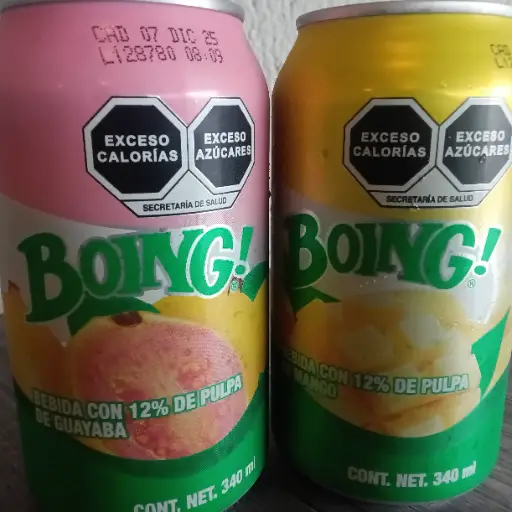 CAD 07 DIC 25
L128780 08:09
EXCESO
CALORÍAS
EXCESO
AZÚCARES
SECRETARÍA DE SALUD
BOING!
BEBIDA CON 12% DE PULPA
DE GUAYABA
CONT. NET. 340 ml
EXCESO
CALORÍAS
EXCESO
AZÚCARES
SECRETARÍA DE SALUD
BOING!
BEBIDA CON 12% DE PULPA
DE MANGO
CONT. NET. 340 ml